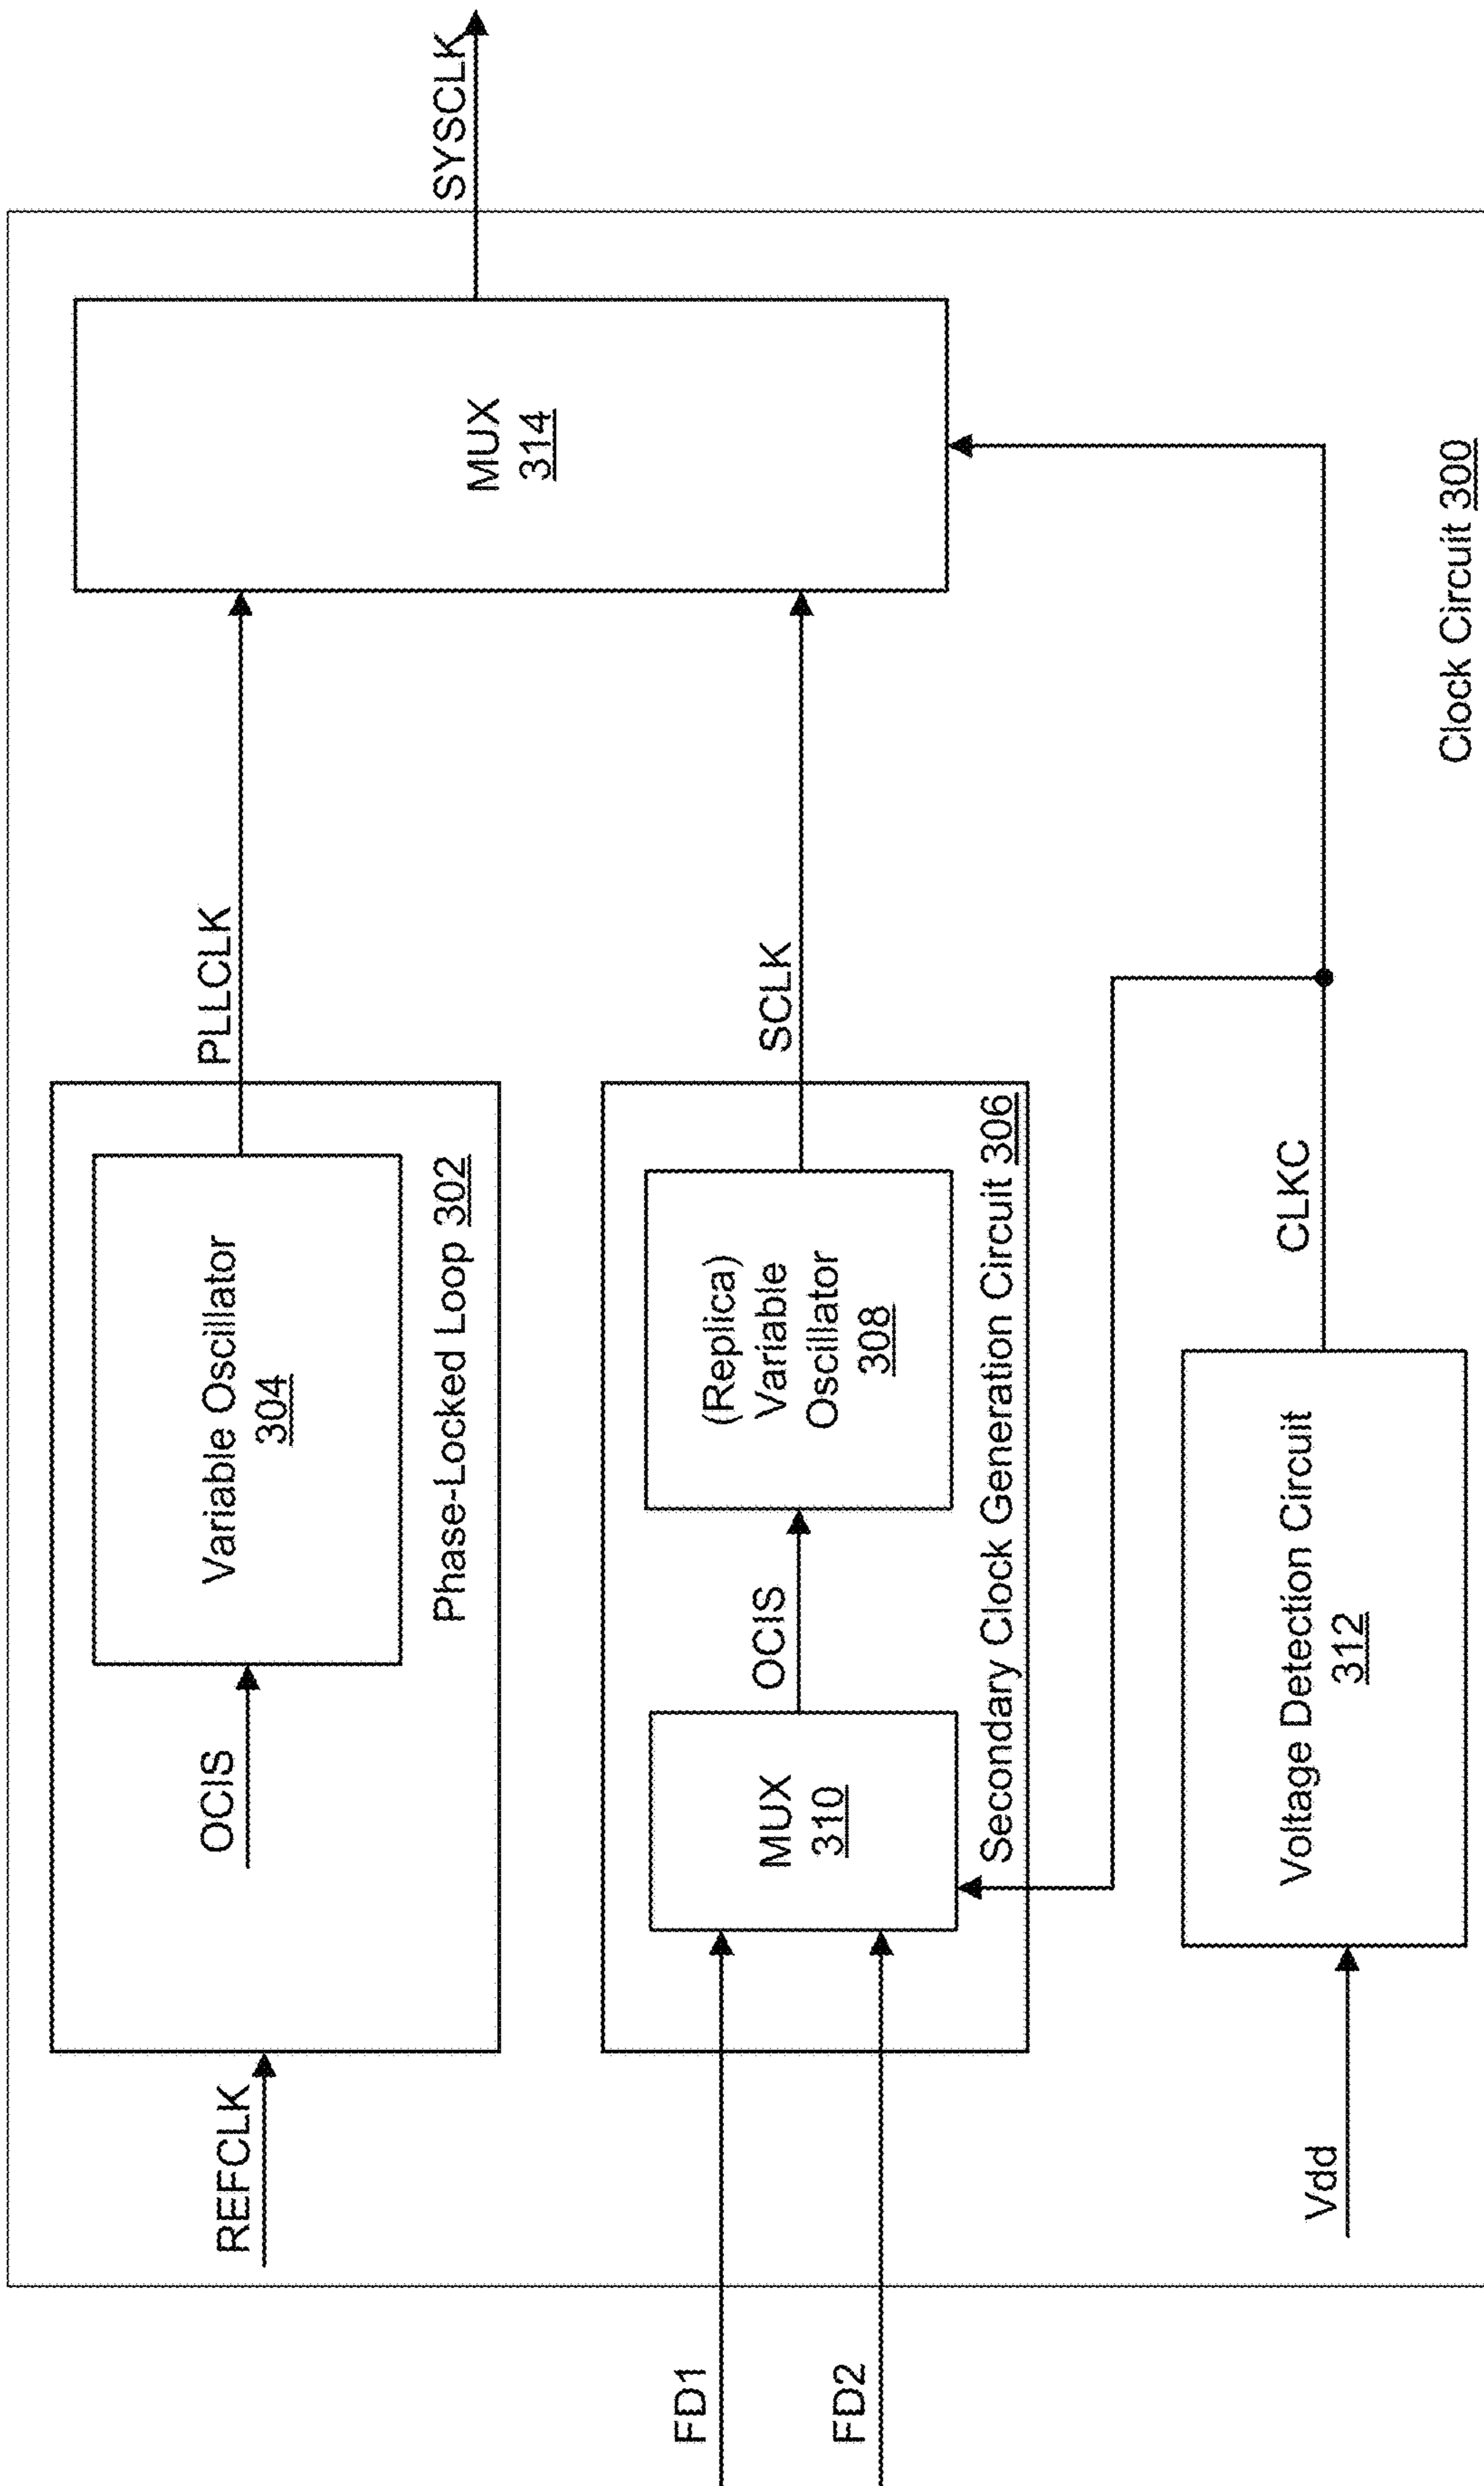 REFCLK
OCIS
Variable Oscillator
304
Phase-Locked Loop 302
PLLCLK
MUX
314
SYSCLK
FD1
FD2
MUX
310
OCIS
(Replica)
Variable
Oscillator
308
Secondary Clock Generation Circuit 306
SCLK
Vdd
Voltage Detection Circuit
312
CLKC
Clock Circuit 300